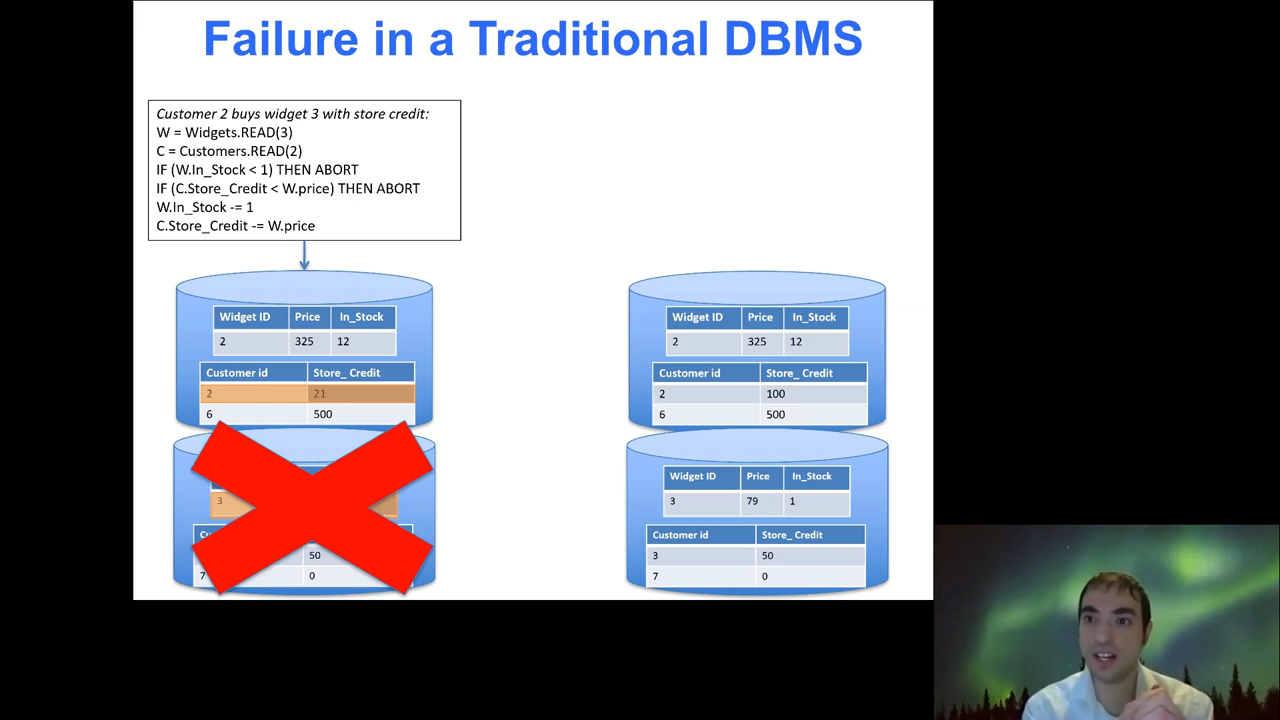 Failure in a Traditional DBMS
Customer 2 buys widget 3 with store credit:
W = Widgets.READ(3)
C = Customers.READ(2)
IF (W.In_Stock < 1) THEN ABORT
IF (C.Store_Credit < W.price) THEN ABORT
W.In_Stock -= 1
C.Store_Credit -= W.price
Widget ID Price In_Stock
2 325 12
Customer id Store_ Credit
2 21
6 500
3
50
7 0
Widget ID Price In_Stock
2 325 12
Customer id Store_ Credit
2 100
6 500
Widget ID Price In_Stock
3 79 1
Customer id Store_ Credit
3 50
7 0